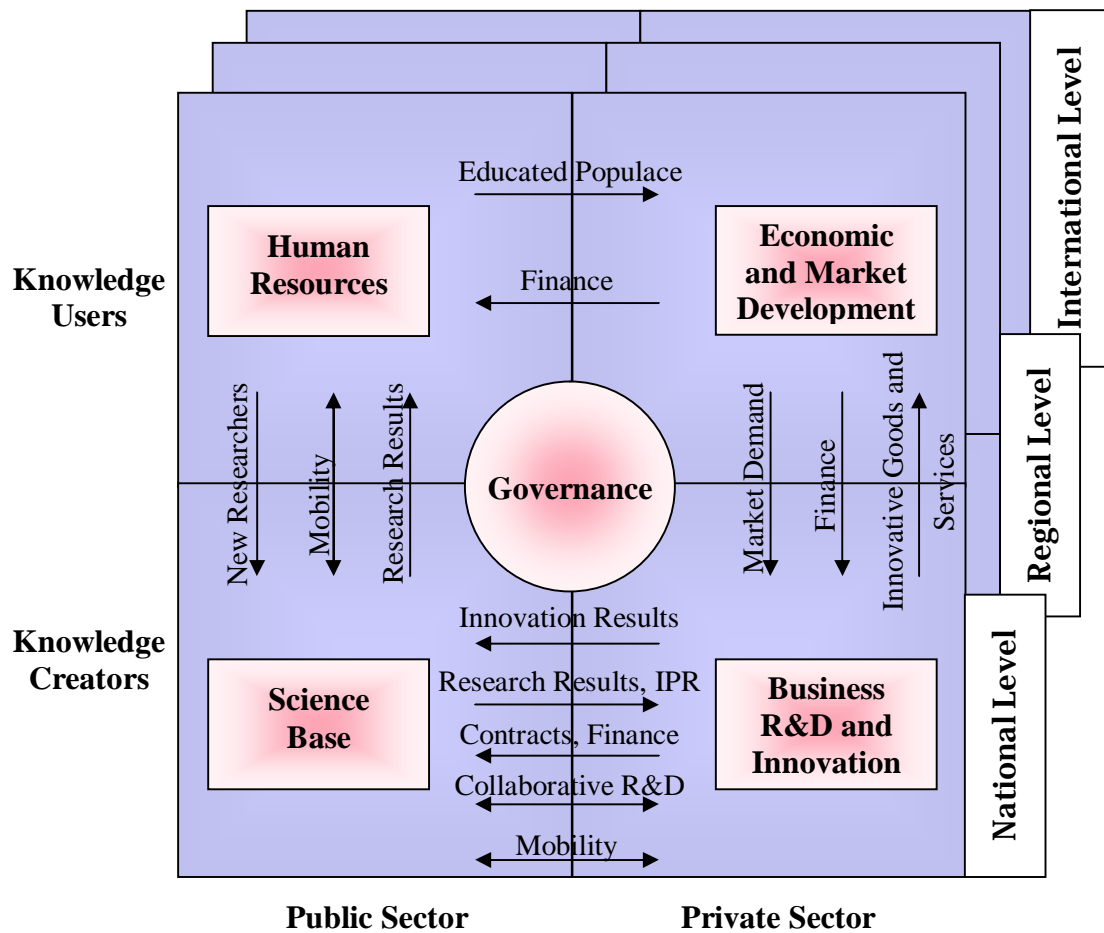 International Level
Educated Populace
Human
Resources
Economic
and Market
Development
Knowledge
Users
Finance
Regional Level
New Researchers
Mobility
Research Results
Governance
Market Demand
Finance
Innovative Goods and
Services
National Level
Innovation Results
Knowledge
Creators
Science
Base
Research Results, IPR
Contracts, Finance
Collaborative R&D
Mobility
Business
R&D and
Innovation
Public Sector
Private Sector